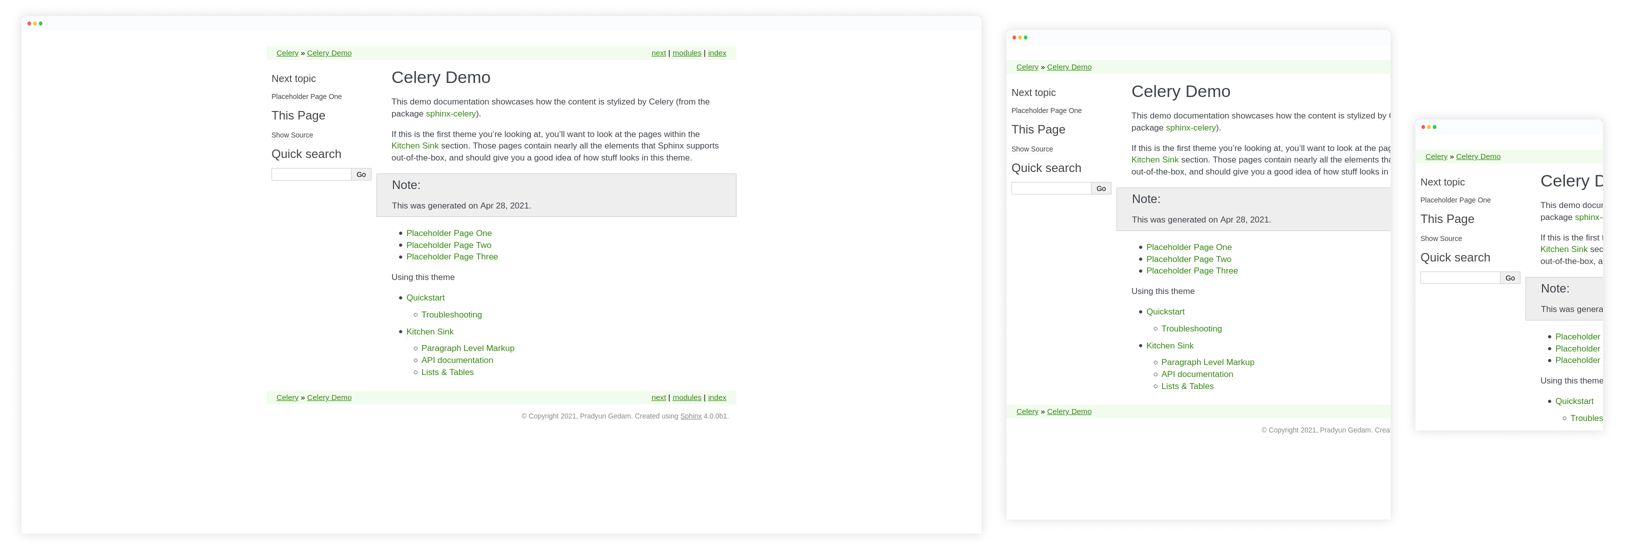 Celery » Celery Demo
next | modules | index
Next topic
Placeholder Page One
This Page
Show Source
Quick search
Go
Celery Demo
This demo documentation showcases how the content is stylized by Celery (from the
package sphinx-celery).
If this is the first theme you’re looking at, you’ll want to look at the pages within the
Kitchen Sink section. Those pages contain nearly all the elements that Sphinx supports
out-of-the-box, and should give you a good idea of how stuff looks in this theme.
Note:
This was generated on Apr 28, 2021.
Placeholder Page One
Placeholder Page Two
Placeholder Page Three
Using this theme
Quickstart
Troubleshooting
Kitchen Sink
Paragraph Level Markup
API documentation
Lists & Tables
Celery » Celery Demo
next | modules | index
© Copyright 2021, Pradyun Gedam. Created using Sphinx 4.0.0b1.
Celery » Celery Demo
Next topic
Placeholder Page One
This Page
Show Source
Quick search
Go
Celery Demo
This demo documentation showcases how the content is stylized by
package sphinx-celery).
If this is the first theme you’re looking at, you’ll want to look at the pag
Kitchen Sink section. Those pages contain nearly all the elements tha
out-of-the-box, and should give you a good idea of how stuff looks in
Note:
This was generated on Apr 28, 2021.
Placeholder Page One
Placeholder Page Two
Placeholder Page Three
Using this theme
Quickstart
Troubleshooting
Kitchen Sink
Paragraph Level Markup
API documentation
Lists & Tables
Celery » Celery Demo
© Copyright 2021, Pradyun Gedam. Crea
Celery » Celery Demo
Next topic
Placeholder Page One
This Page
Show Source
Quick search
Go
Celery D
This demo docur
package sphinx-
If this is the first
Kitchen Sink sec
out-of-the-box, a
Note:
This was genera
Placeholder
Placeholder
Placeholder
Using this theme
Quickstart
Troubles